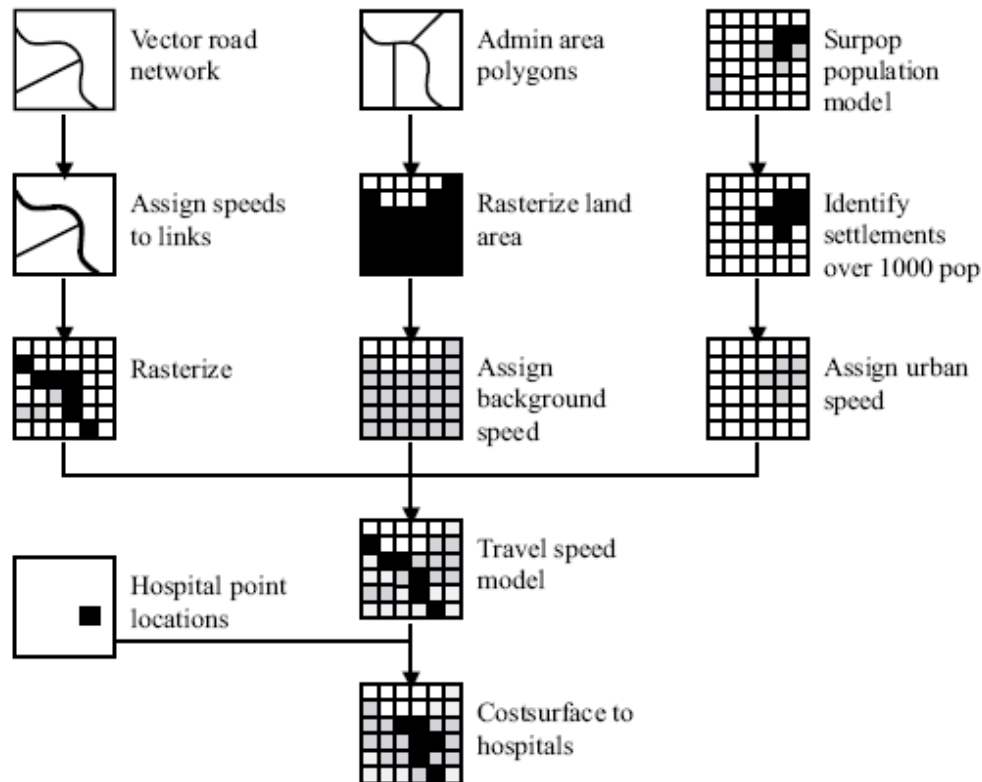 Vector road
network
Admin area
polygons
Surpop
population
model
Assign speeds
to links
Rasterize land
area
Identify
settlements
over 1000 pop
Rasterize
Assign
background
speed
Assign urban
speed
Travel speed
model
Hospital point
locations
Costsurface to
hospitals